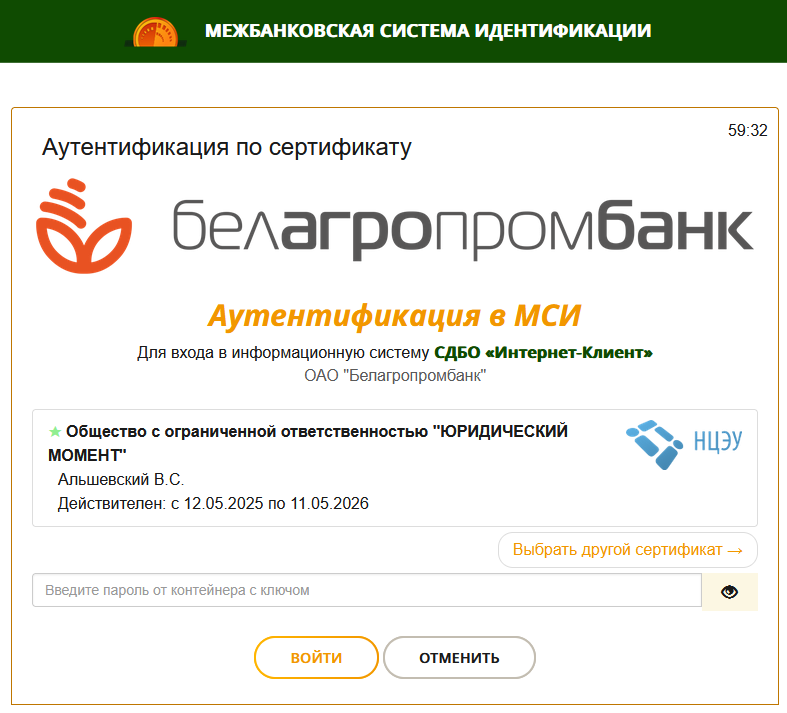 МЕЖБАНКОВСКАЯ СИСТЕМА ИДЕНТИФИКАЦИИ
59:32
Аутентификация по сертификату
белагропромбанк
Аутентификация в МСИ
Для входа в информационную систему СДБО «Интернет-Клиент»
ОАО "Белагропромбанк"
Общество с ограниченной ответственностью "ЮРИДИЧЕСКИЙ
МОМЕНТ"
НЦЭУ
Альшевский В.С.
Действителен: с 12.05.2025 по 11.05.2026
Выбрать другой сертификат →
Введите пароль от контейнера с ключом
ВОЙТИ
ОТМЕНИТЬ